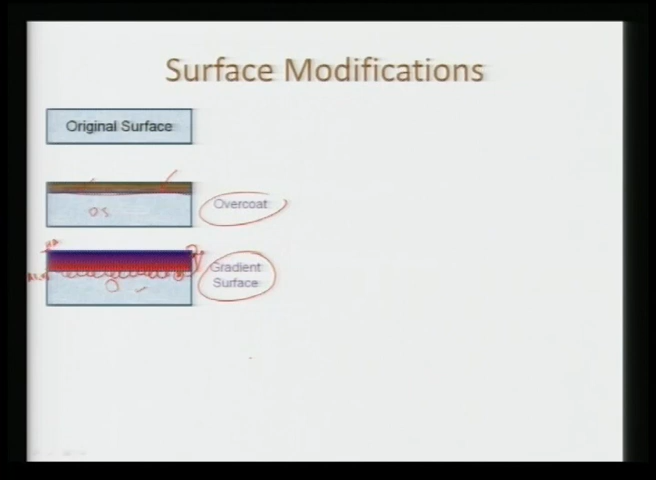 Surface Modifications
Original Surface
OS
Overcoat
Gradient
Surface